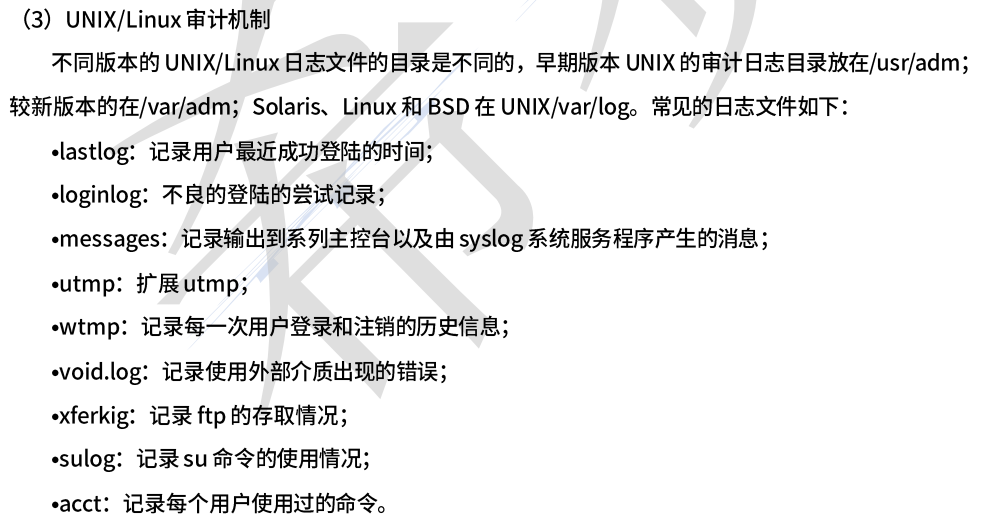 （3）UNIX/Linux 审计机制
不同版本的 UNIX/Linux 日志文件的目录是不同的，早期版本 UNIX 的审计日志目录放在/usr/adm；
较新版本的在/var/adm；Solaris、Linux 和 BSD 在 UNIX/var/log。常见的日志文件如下：
•lastlog：记录用户最近成功登陆的时间；
•loginlog：不良的登陆的尝试记录；
•messages：记录输出到系列主控台以及由 syslog 系统服务程序产生的消息；
•utmp：扩展 utmp；
•wtmp：记录每一次用户登录和注销的历史信息；
•void.log：记录使用外部介质出现的错误；
•xferkig：记录 ftp 的存取情况；
•sulog：记录 su 命令的使用情况；
•acct：记录每个用户使用过的命令。